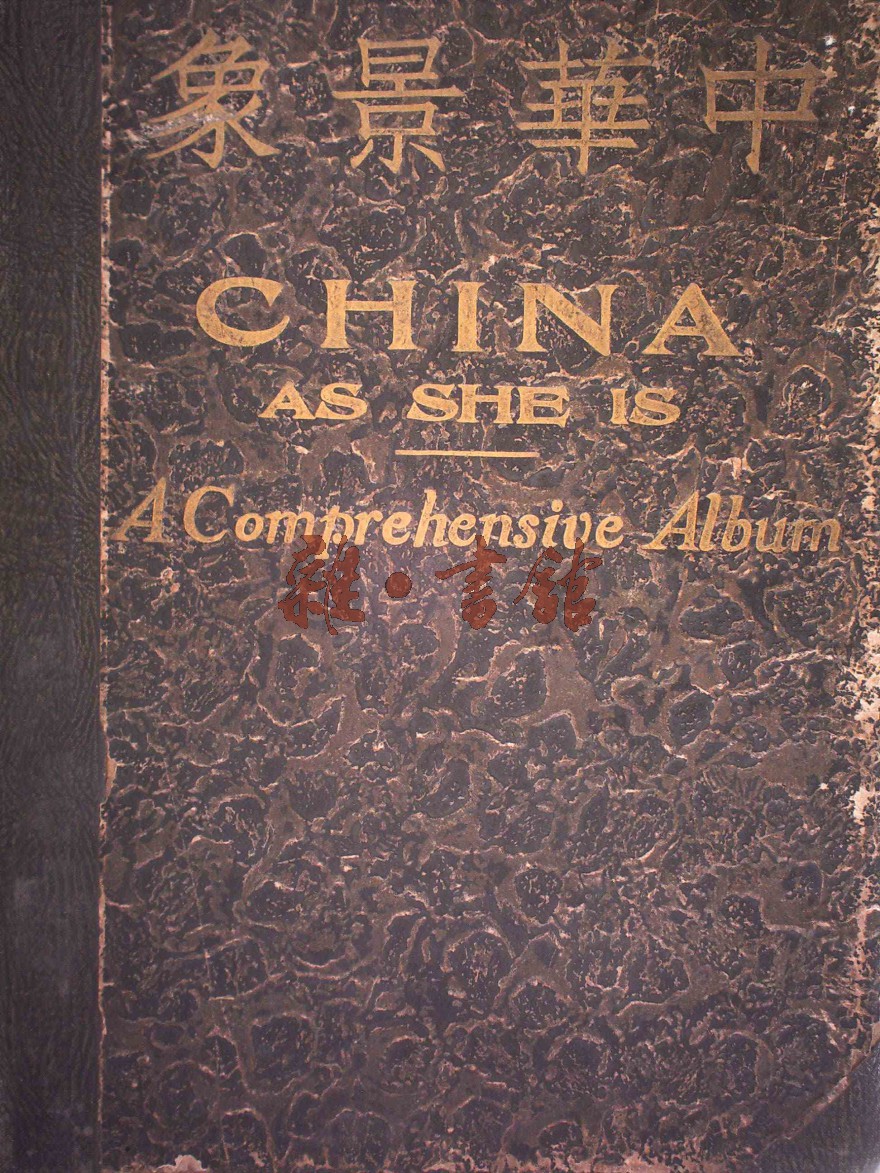 中華景象
CHINA
AS SHE IS
A Comprehensive Album
雜·書館